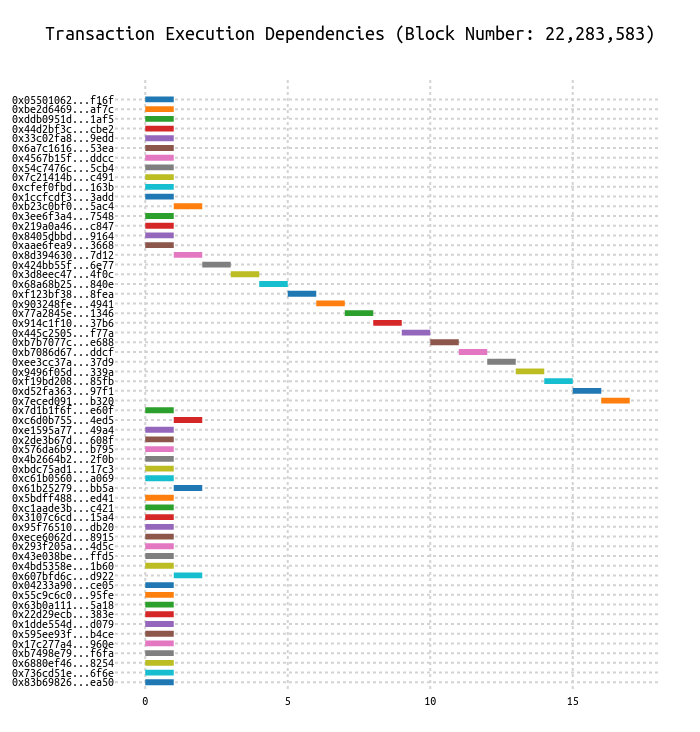 Transaction Execution Dependencies (Block Number: 22,283,583)
0x05501062...f16f
0xbe2d6469...af7c
0xddb0951d...1af5
0x44d2bf3c...cbe2
0x33c02fa8...9edd
0x6a7c1616...53ea
0x4567b15f...ddcc
0x54c7476c...5cb4
0x7c21414b...c491
0xcfef0fbd...163b
0x1ccfcdf3...3add
0xb23c0bf0...5ac4
0x3ee6f3a4...7548
0x219a0a46...c847
0x8405dbbd...9164
0xaae6fea9...3668
0x8d394630...7d12
0x424bb55f...6e77
0x3d8eec47...4f0c
0x68a68b25...840e
0xf123bf38...8fea
0x903248fe...4941
0x77a2845e...1346
0x914c1f10...37b6
0x445c2505...f77a
0xb7b7077c...e688
0xb7086d67...ddcf
0xee3cc37a...37d9
0x9496f05d...339a
0xf19bd208...85fb
0xd52fa363...97f1
0x7eced091...b320
0x7d1b1f6f...e60f
0xc6d0b755...4ed5
0xe1595a77...49a4
0x2de3b67d...608f
0x576da6b9...b795
0x4b2664b2...2f0b
0xbdc75ad1...17c3
0xc61b0560...a069
0x61b25279...bb5a
0x5bdff488...ed41
0xc1aade3b...c421
0x3107c6cd...15a4
0x95f76510...db20
0xece6062d...8915
0x293f205a...4d5c
0x43e038be...ffd5
0x4bd5358e...1b60
0x607bfd6c...d922
0x04233a90...ce05
0x55c9c6c0...95fe
0x63b0a111...5a18
0x22d29ecb...383e
0x1dde554d...d079
0x595ee93f...b4ce
0x17c277a4...960e
0xb7498e79...f6fa
0x6880ef46...8254
0x736cd51e...6f6e
0x83b69826...ea50
0 5 10 15